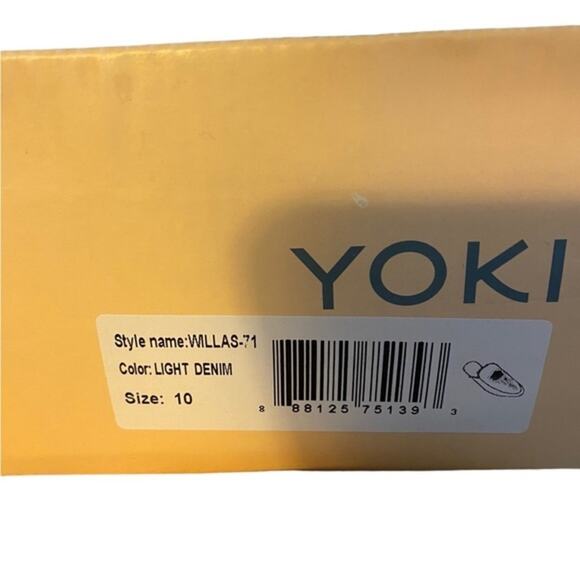 YOKI
Style name:WILLAS-71
Color: LIGHT DENIM
Size: 10
8 88125 75139 3